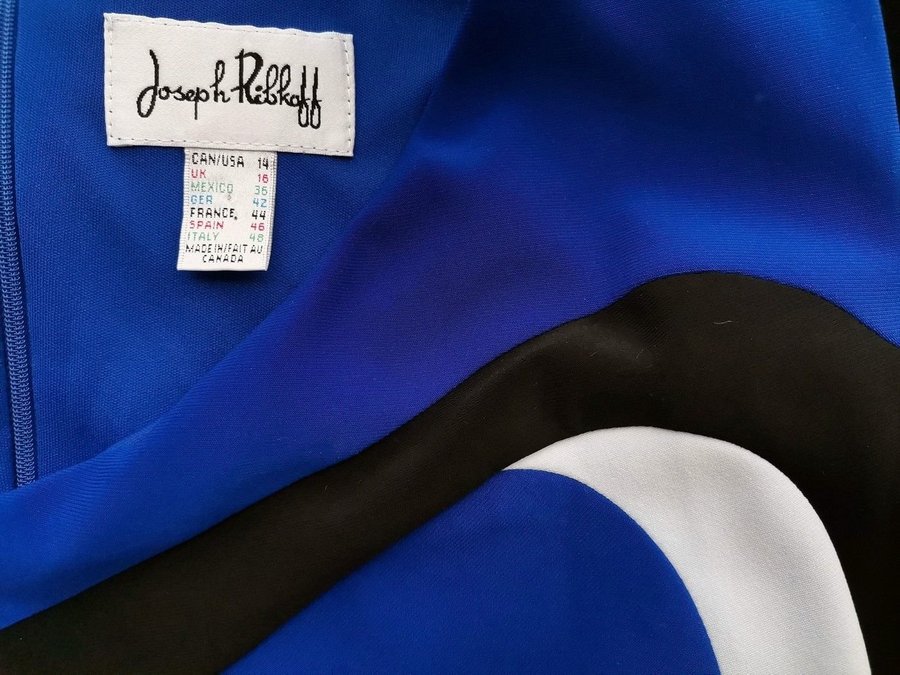 Joseph Ribkoff
CAN/USA 14
UK 16
MEXICO 36
GER 42
FRANCE 44
SPAIN 46
ITALY 48
MADE IN/FAIT AU
CANADA